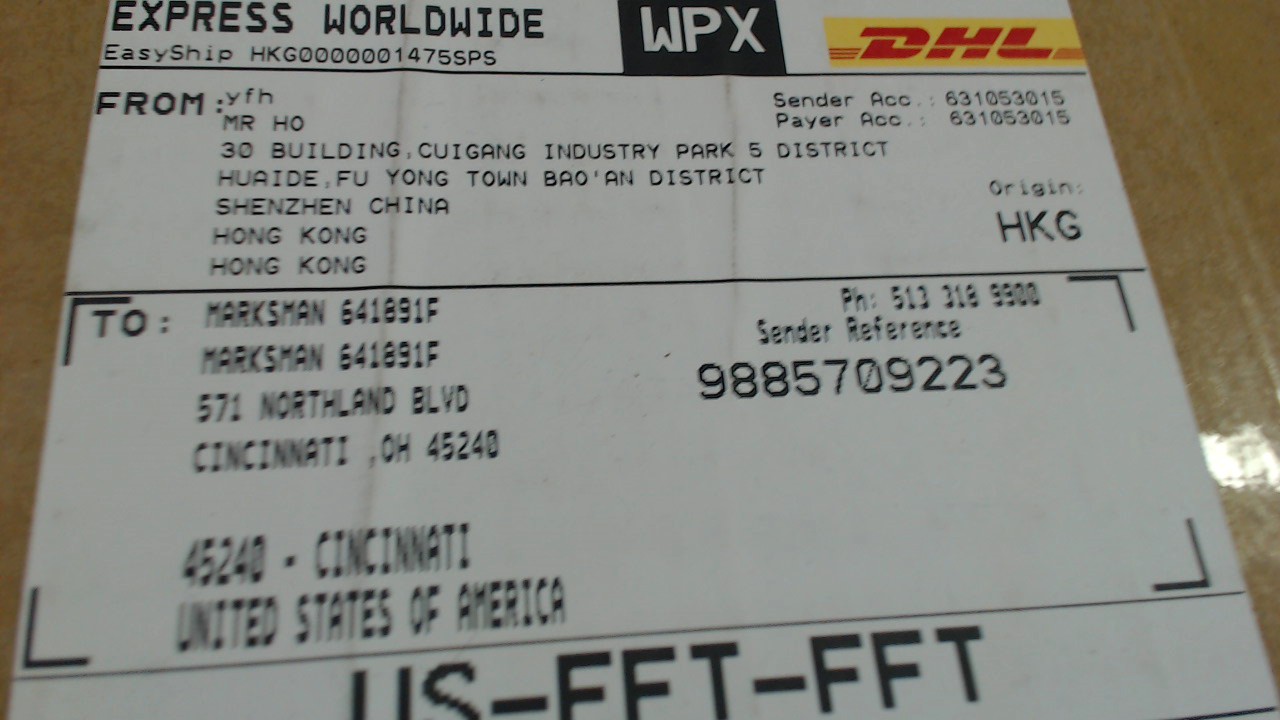 EXPRESS WORLDWIDE
WPX
DHL
EasyShip HKG0000001475SPS
FROM :yfh
MR HO
Sender Acc.: 631053015
Payer Acc.: 631053015
30 BUILDING,CUIGANG INDUSTRY PARK 5 DISTRICT
HUAIDE,FU YONG TOWN BAO'AN DISTRICT
SHENZHEN CHINA
HONG KONG
HONG KONG
Origin:
HKG
TO: MARKSMAN 641891F
MARKSMAN 641891F
571 NORTHLAND BLVD
CINCINNATI ,OH 45240
Ph: 513 318 9900
Sender Reference
9885709223
45240 - CINCINNATI
UNITED STATES OF AMERICA
US-FFT-FFT